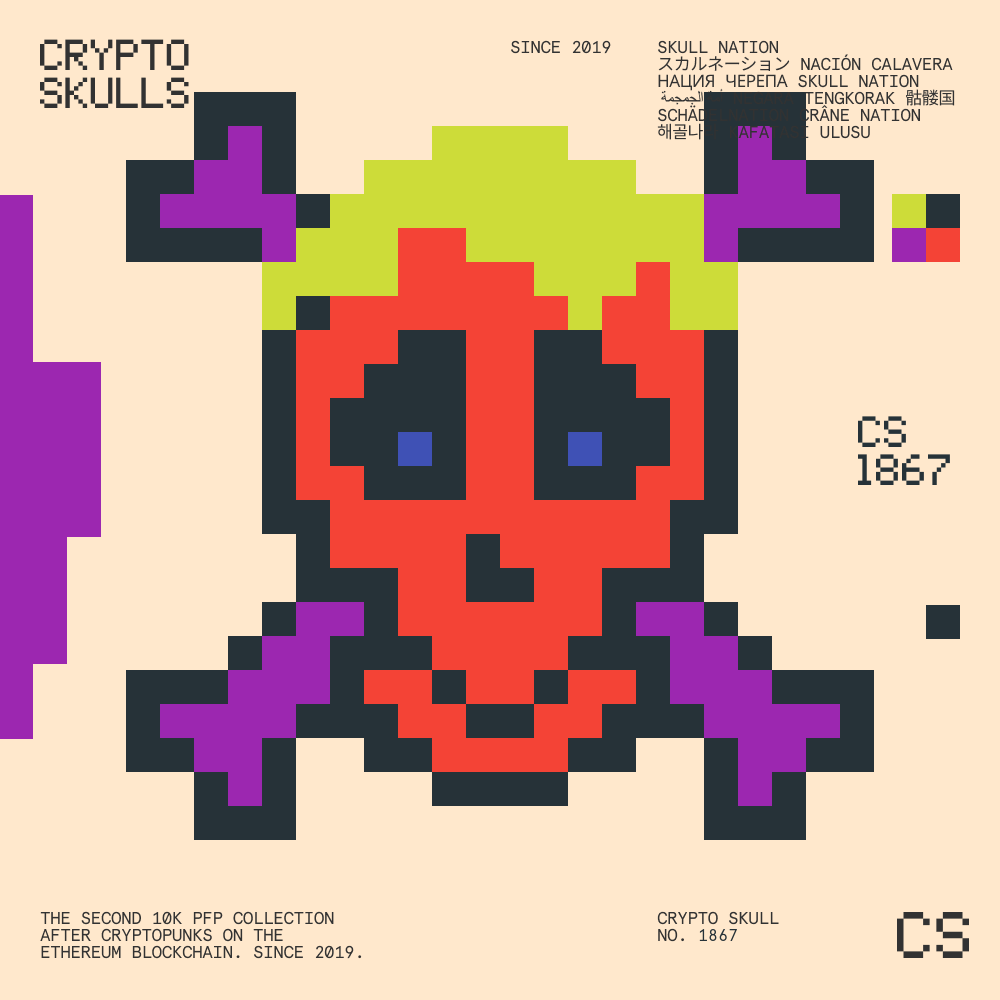 CRYPTO
SKULLS
SINCE 2019
SKULL NATION
スカルネーション NACIÓN CALAVERA
НАЦИЯ ЧЕРЕПА SKULL NATION
TENGKORAK 骷髅国
CRÂNE NATION
해골 ULUSU
CS
1867
THE SECOND 10K PFP COLLECTION
AFTER CRYPTOPUNKS ON THE
ETHEREUM BLOCKCHAIN. SINCE 2019.
CRYPTO SKULL
NO. 1867
CS